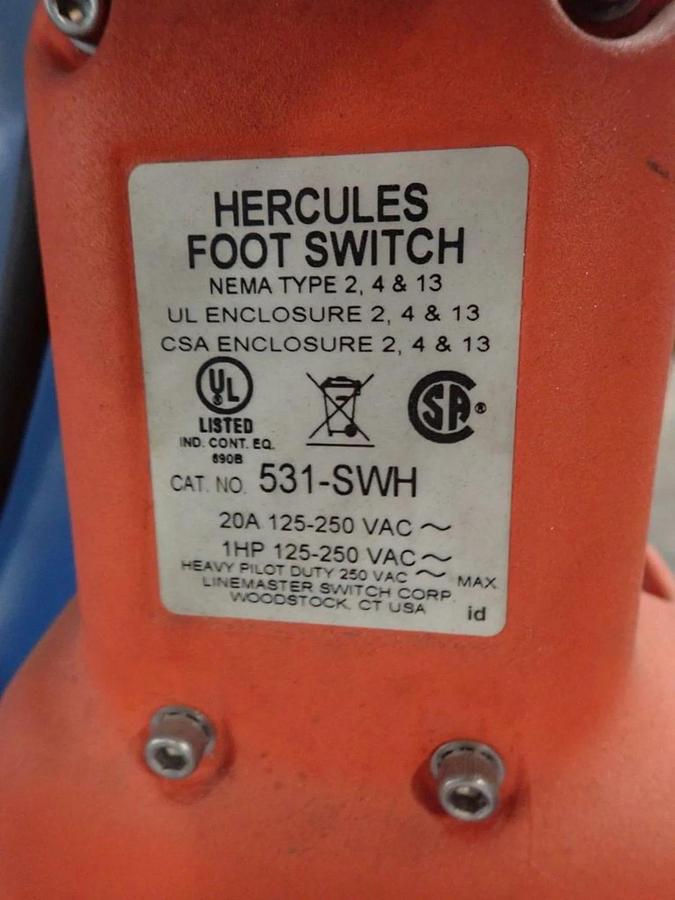 HERCULES
FOOT SWITCH
NEMA TYPE 2, 4 & 13
UL ENCLOSURE 2, 4 & 13
CSA ENCLOSURE 2, 4 & 13
UL ® SA ®
LISTED
IND. CONT. EQ.
690B
CAT. NO. 531-SWH
20A 125-250 VAC ~
1HP 125-250 VAC ~
HEAVY PILOT DUTY 250 VAC ~ MAX
LINEMASTER SWITCH CORP.
WOODSTOCK, CT USA
id